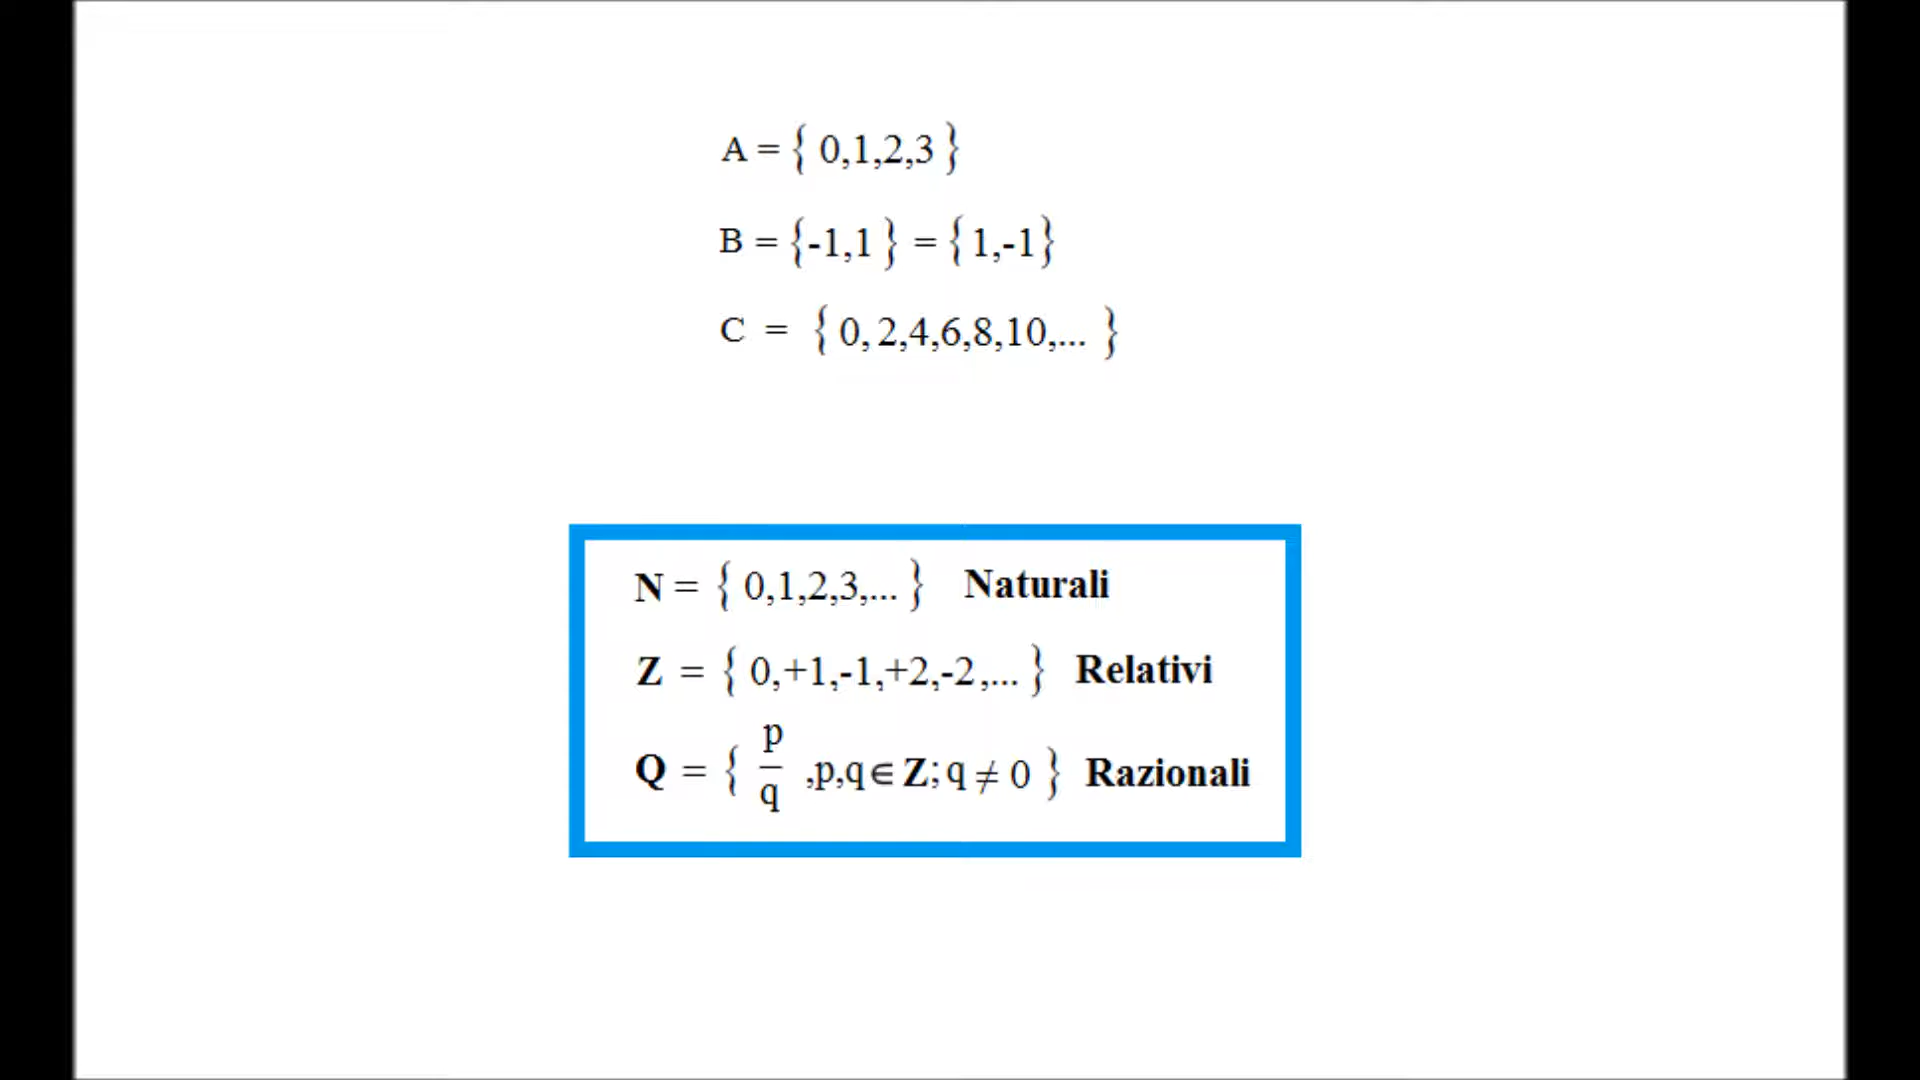 A = { 0,1,2,3 }
B = {-1,1 } = { 1,-1}
C = { 0, 2,4,6,8,10,... }
N = { 0,1,2,3,... } Naturali
Z = { 0,+1,-1,+2,-2,... } Relativi
Q = { p/q ,p,q∈ Z; q ≠ 0 } Razionali